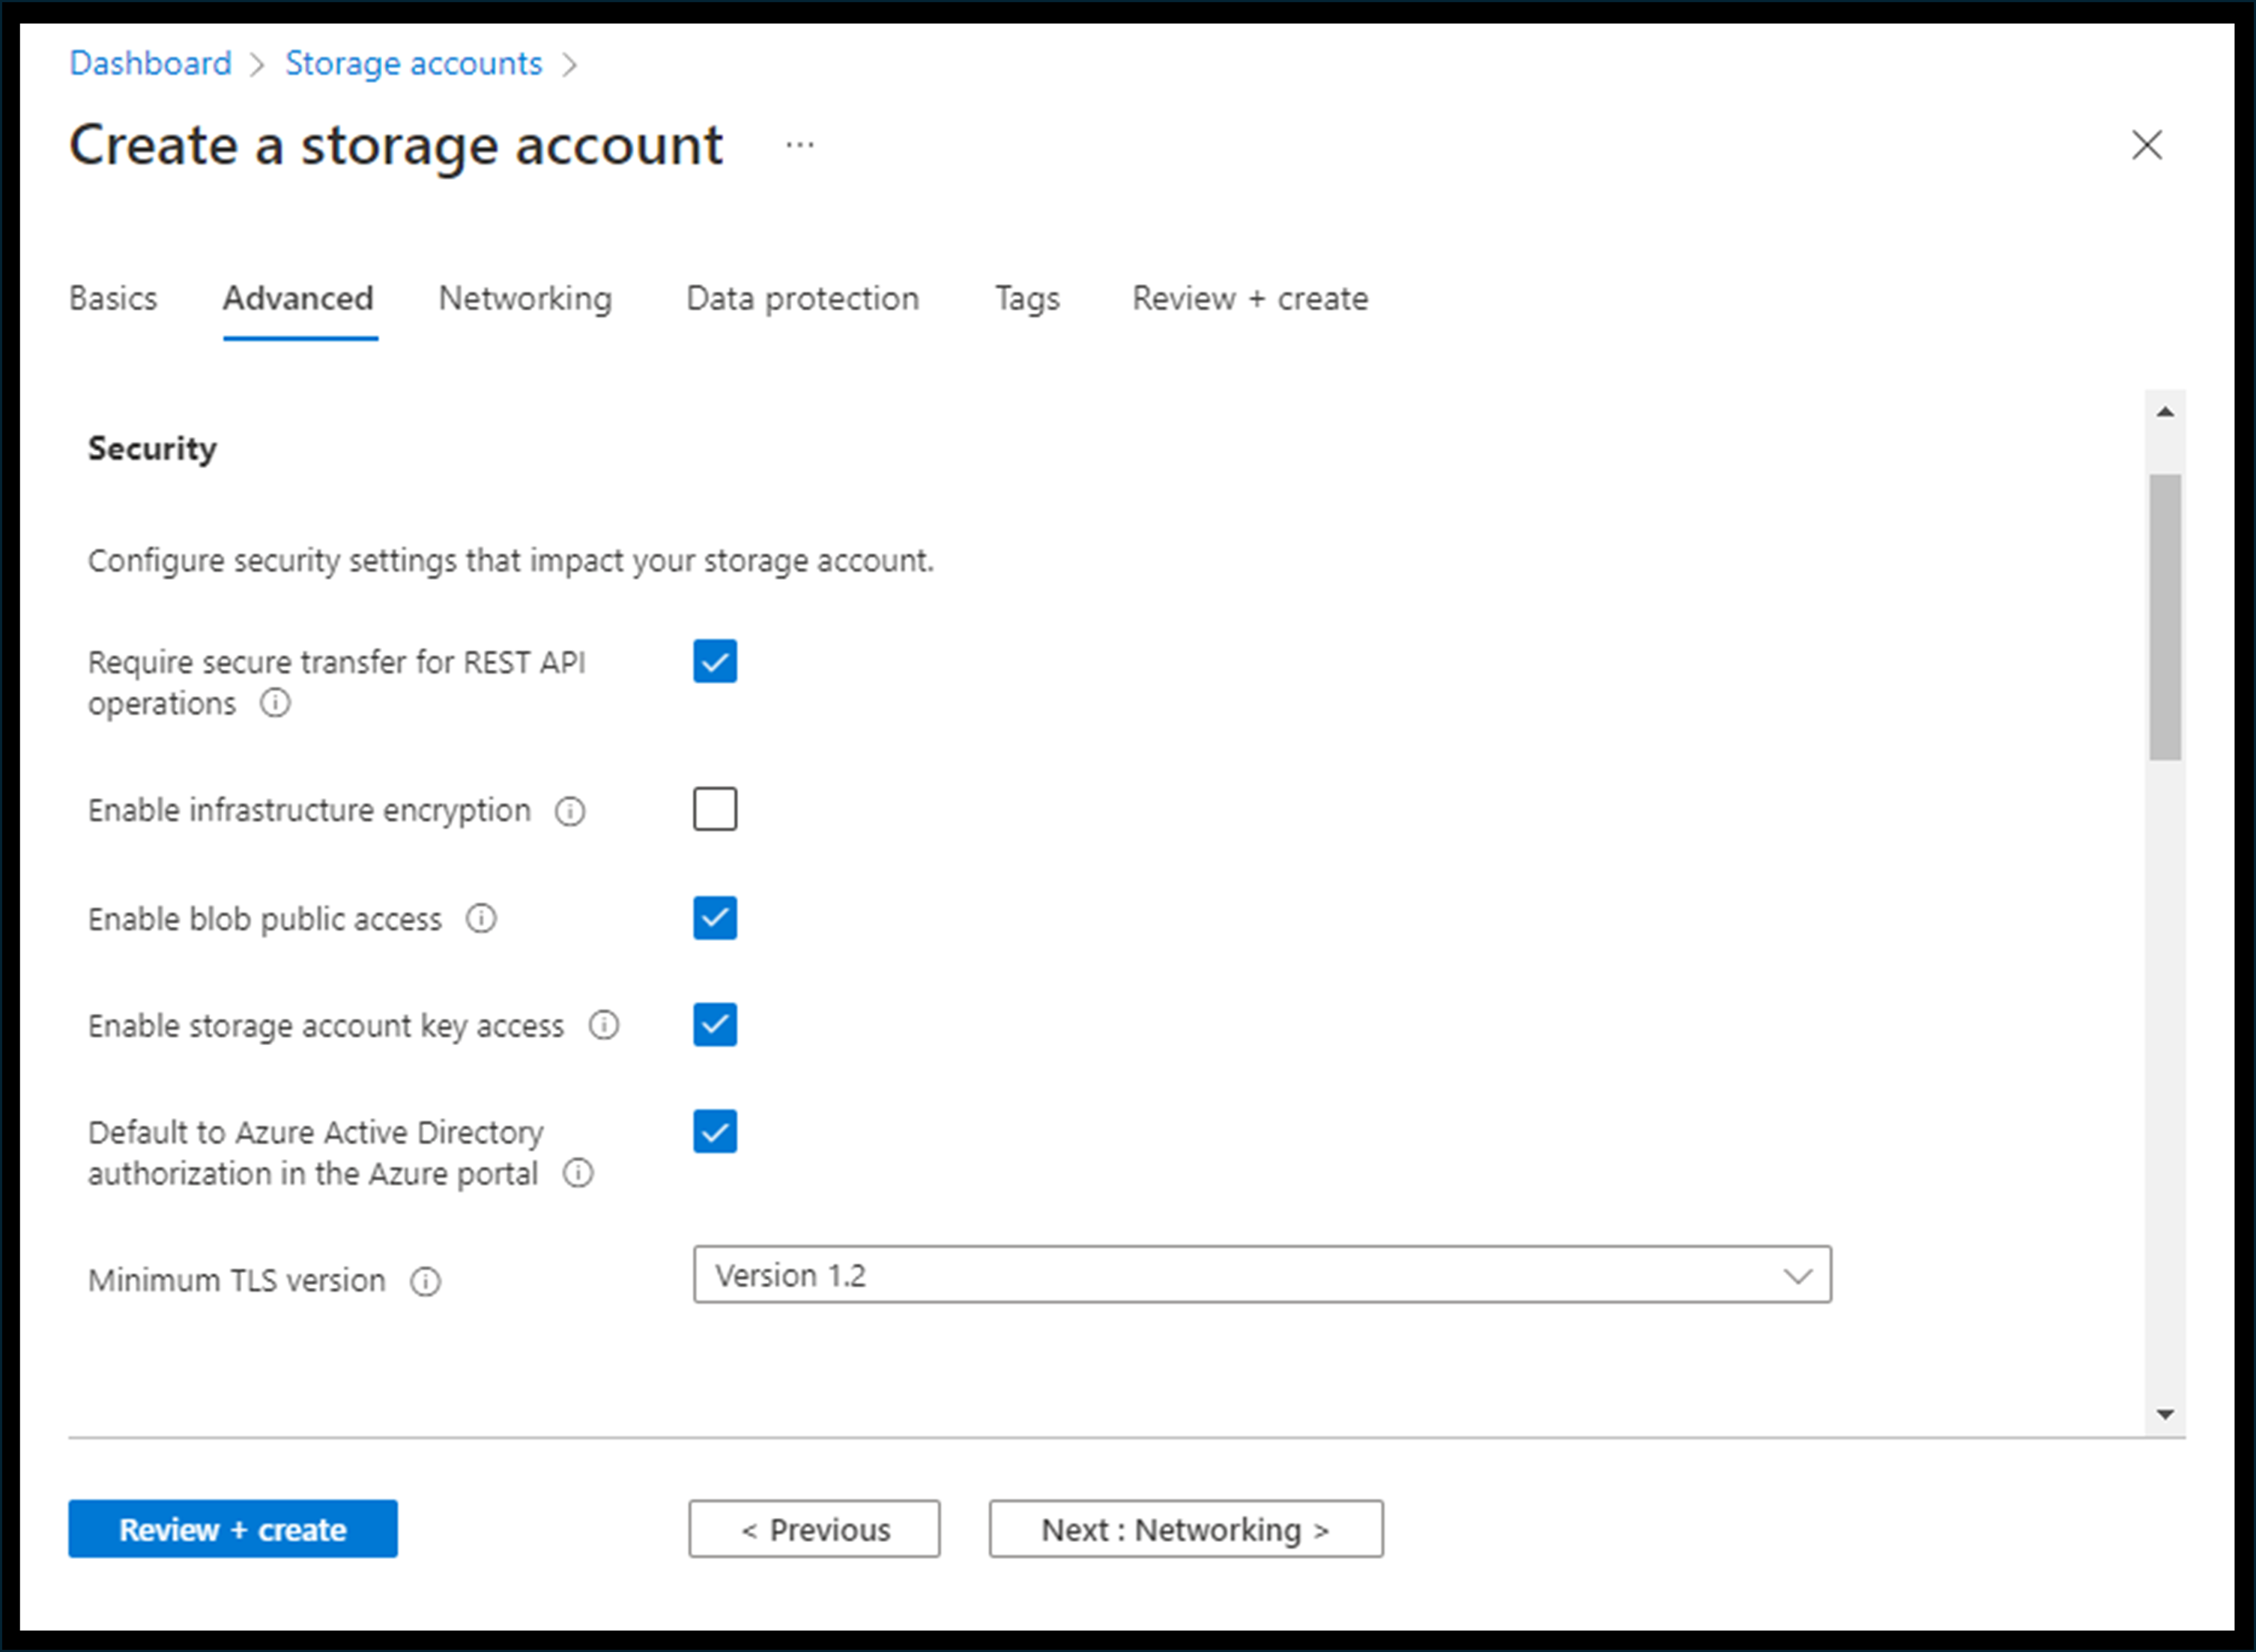 Dashboard > Storage accounts >
Create a storage account ...
Basics Advanced Networking Data protection Tags Review + create
Security
Configure security settings that impact your storage account.
Require secure transfer for REST API
operations
Enable infrastructure encryption
Enable blob public access
Enable storage account key access
Default to Azure Active Directory
authorization in the Azure portal
Minimum TLS version Version 1.2
Review + create < Previous Next : Networking >